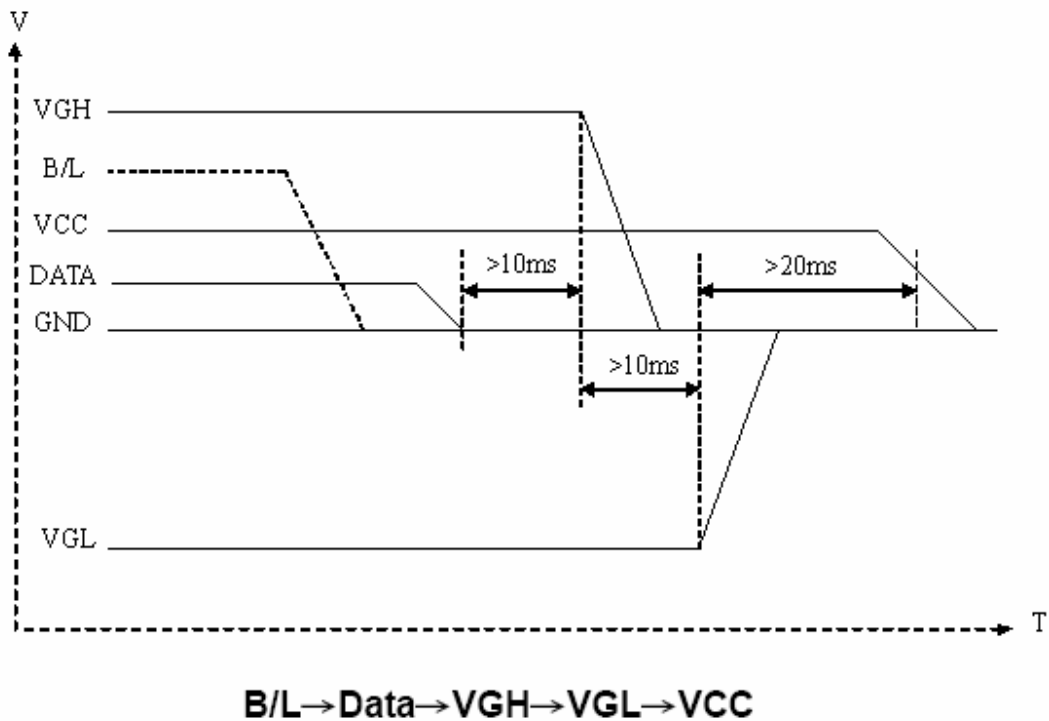 V
VGH
B/L
VCC
DATA
>10ms
>20ms
GND
>10ms
VGL
T
B/L→Data→VGH→VGL→VCC